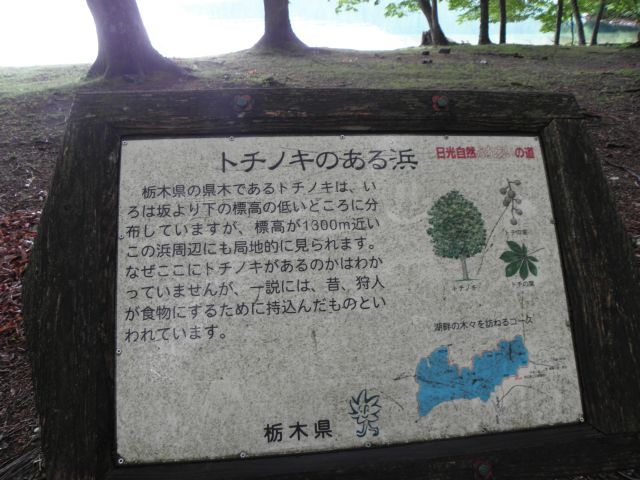 トチノキのある浜
日光自然ふれあいの道
栃木県の県木であるトチノキは、い
ろは坂より下の標高の低いどころに分
布していますが、標高が1300m近い
この浜周辺にも局地的に見られます。
なぜここにトチノキがあるのかはわか
っていませんが、一説には、昔、狩人
が食物にするために持込んだものとい
われています。
トチノキ
トチの葉
湖畔の木々を訪ねるコース
栃木県